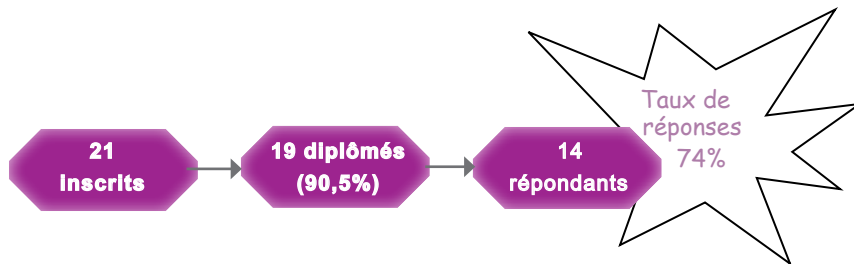 21
inscrits
19 diplômés
(90,5%)
14
répondants
Taux de
réponses
74%